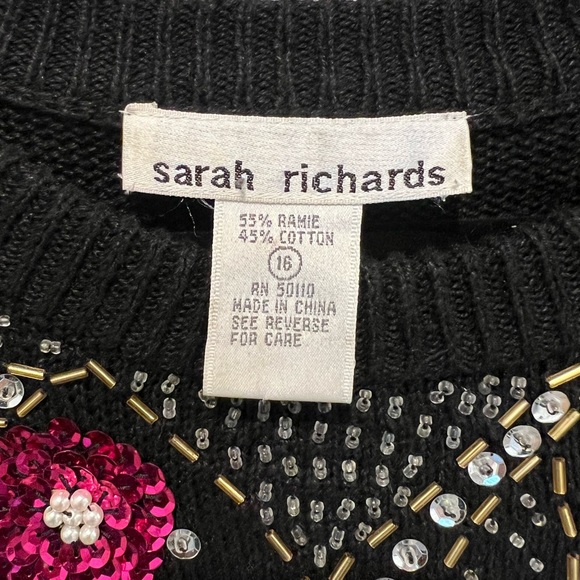 sarah richards
55% RAMIE
45% COTTON
16
RN 50110
MADE IN CHINA
SEE REVERSE
FOR CARE